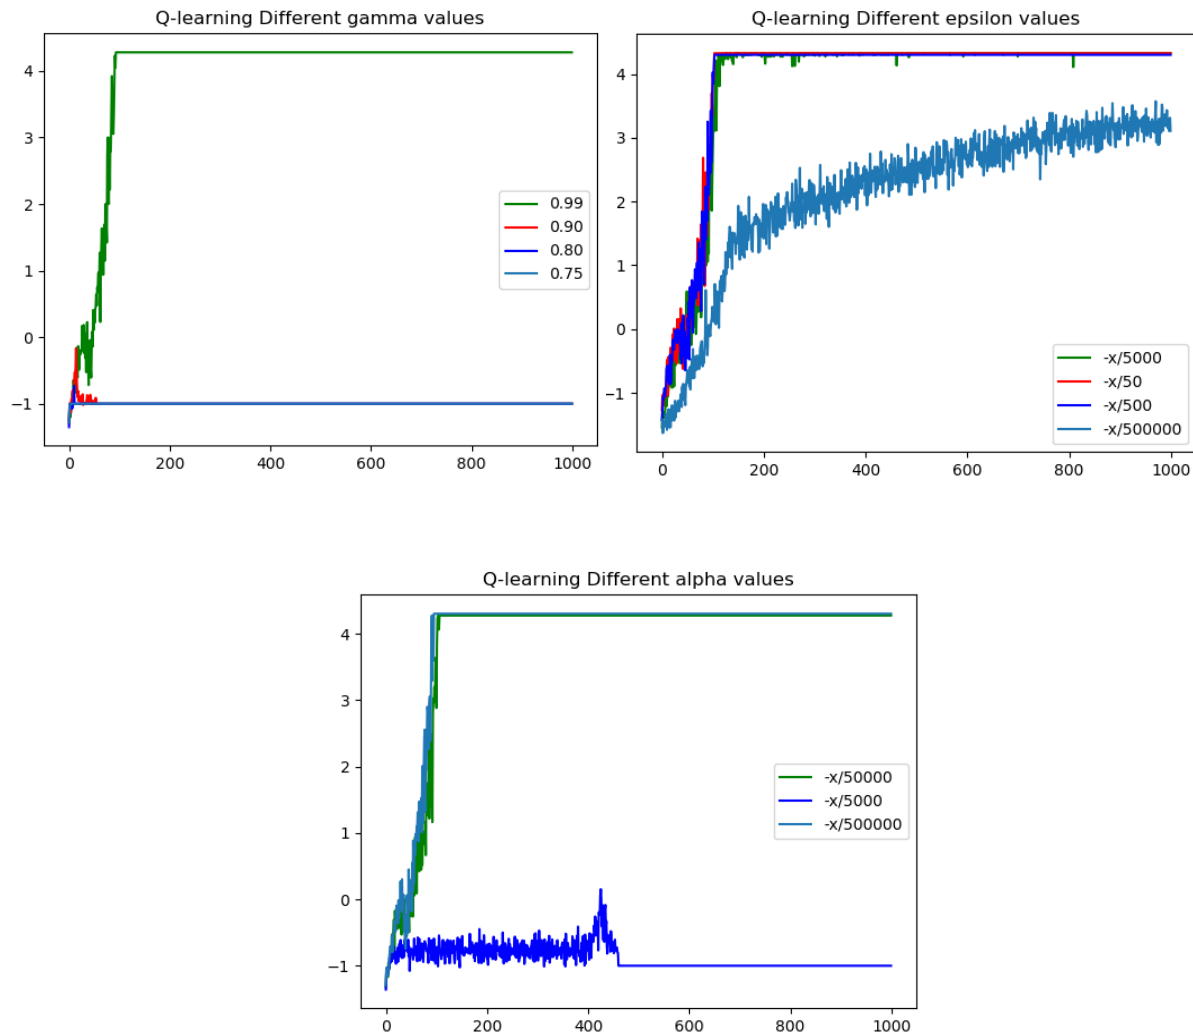 Q-learning Different gamma values
4
3
2
1
0
−1
0.99
0.90
0.80
0.75
0 200 400 600 800 1000
Q-learning Different epsilon values
4
3
2
1
0
−1
-x/5000
-x/50
-x/500
-x/500000
0 200 400 600 800 1000
Q-learning Different alpha values
4
3
2
1
0
−1
-x/50000
-x/5000
-x/500000
0 200 400 600 800 1000